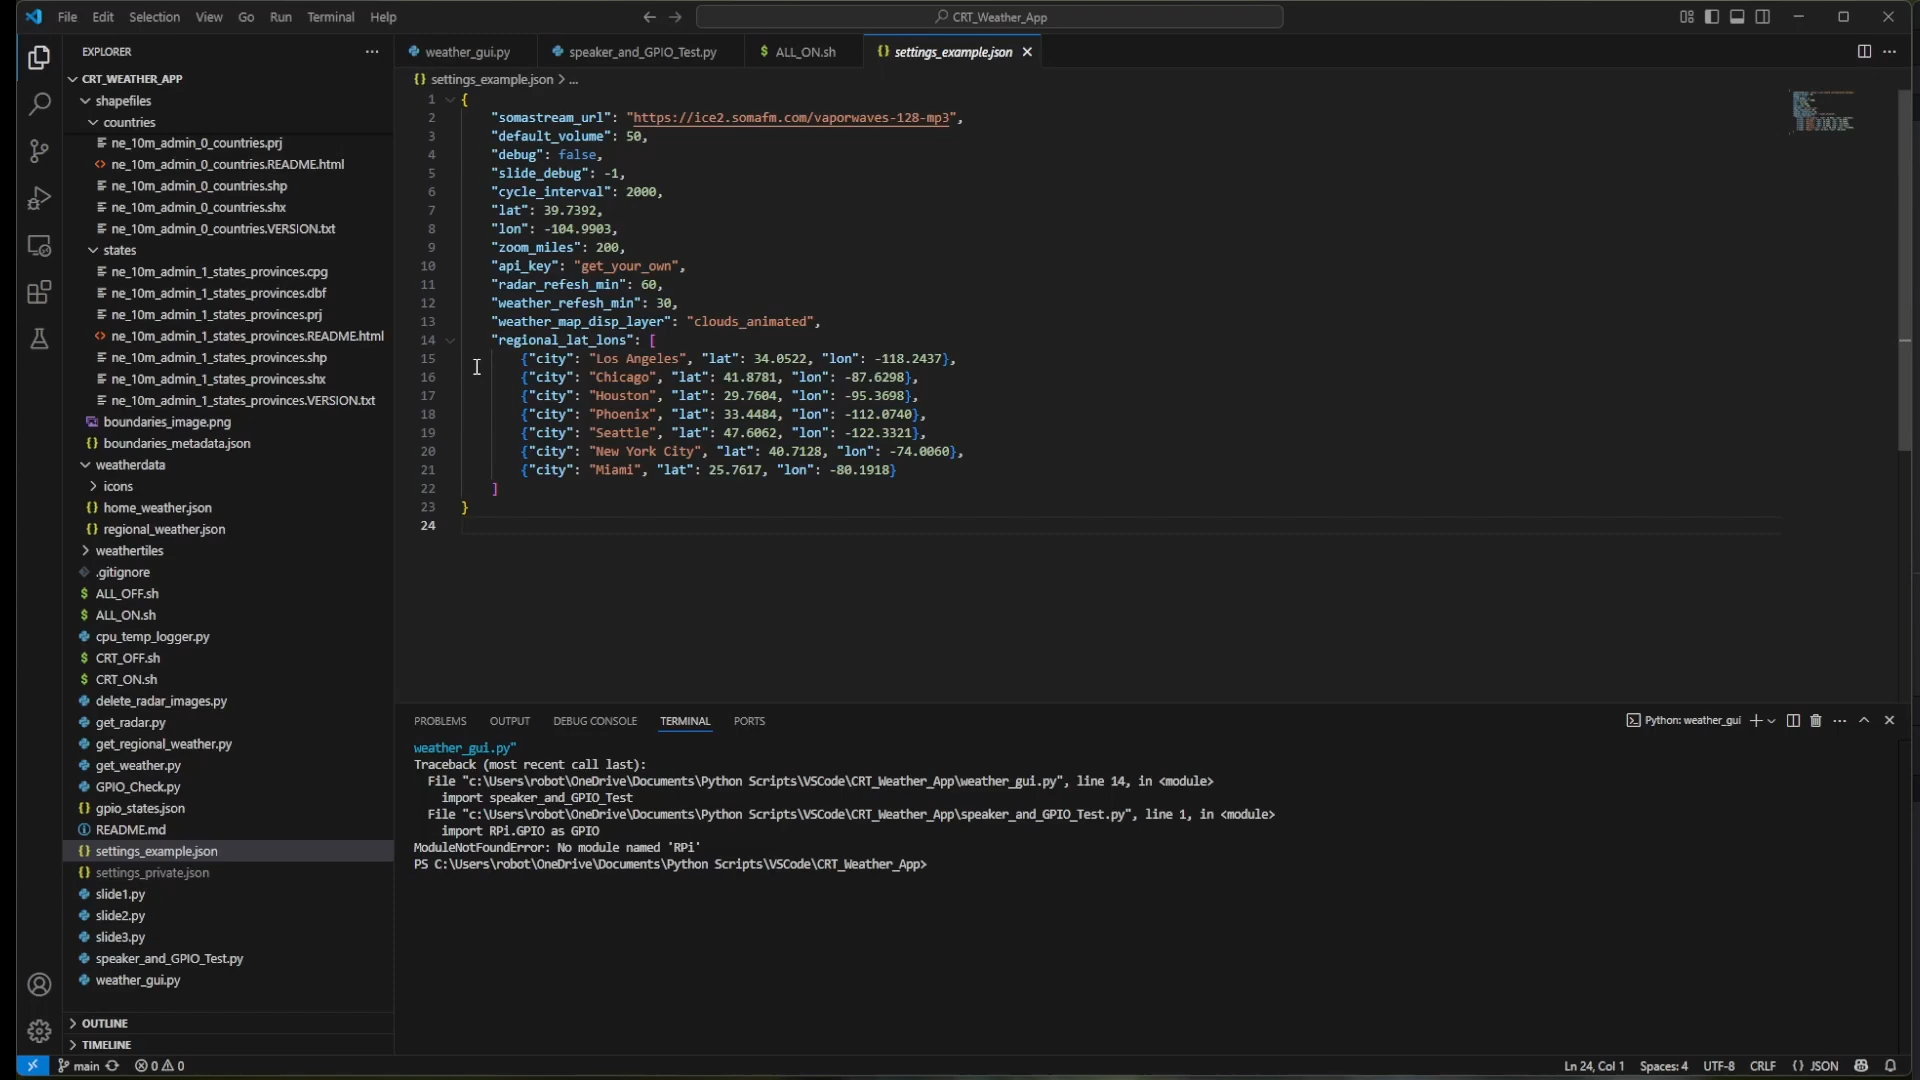 File Edit Selection View Go Run Terminal Help
CRT_Weather_App
EXPLORER
CRT_WEATHER_APP
shapefiles
countries
ne_10m_admin_0_countries.prj
ne_10m_admin_0_countries.README.html
ne_10m_admin_0_countries.shp
ne_10m_admin_0_countries.shx
ne_10m_admin_0_countries.VERSION.txt
states
ne_10m_admin_1_states_provinces.cpg
ne_10m_admin_1_states_provinces.dbf
ne_10m_admin_1_states_provinces.prj
ne_10m_admin_1_states_provinces.README.html
ne_10m_admin_1_states_provinces.shp
ne_10m_admin_1_states_provinces.shx
ne_10m_admin_1_states_provinces.VERSION.txt
boundaries_image.png
boundaries_metadata.json
weatherdata
icons
home_weather.json
regional_weather.json
weathertiles
.gitignore
ALL_OFF.sh
ALL_ON.sh
cpu_temp_logger.py
CRT_OFF.sh
CRT_ON.sh
delete_radar_images.py
get_radar.py
get_regional_weather.py
get_weather.py
GPIO_Check.py
gpio_states.json
README.md
settings_example.json
settings_private.json
slide1.py
slide2.py
slide3.py
speaker_and_GPIO_Test.py
weather_gui.py
OUTLINE
TIMELINE
weather_gui.py speaker_and_GPIO_Test.py $ ALL_ON.sh {} settings_example.json
{} settings_example.json > ...
1 {
2 "somastream_url": "https://ice2.somafm.com/vaporwaves-128-mp3",
3 "default_volume": 50,
4 "debug": false,
5 "slide_debug": -1,
6 "cycle_interval": 2000,
7 "lat": 39.7392,
8 "lon": -104.9903,
9 "zoom_miles": 200,
10 "api_key": "get_your_own",
11 "radar_refesh_min": 60,
12 "weather_refesh_min": 30,
13 "weather_map_disp_layer": "clouds_animated",
14 "regional_lat_lons": [
15 {"city": "Los Angeles", "lat": 34.0522, "lon": -118.2437},
16 {"city": "Chicago", "lat": 41.8781, "lon": -87.6298},
17 {"city": "Houston", "lat": 29.7604, "lon": -95.3698},
18 {"city": "Phoenix", "lat": 33.4484, "lon": -112.0740},
19 {"city": "Seattle", "lat": 47.6062, "lon": -122.3321},
20 {"city": "New York City", "lat": 40.7128, "lon": -74.0060},
21 {"city": "Miami", "lat": 25.7617, "lon": -80.1918}
22 ]
23 }
24
PROBLEMS OUTPUT DEBUG CONSOLE TERMINAL PORTS
Python: weather_gui
weather_gui.py"
Traceback (most recent call last):
File "c:\Users\robot\OneDrive\Documents\Python Scripts\VSCode\CRT_Weather_App\weather_gui.py", line 14, in <module>
import speaker_and_GPIO_Test
File "c:\Users\robot\OneDrive\Documents\Python Scripts\VSCode\CRT_Weather_App\speaker_and_GPIO_Test.py", line 1, in <module>
import RPi.GPIO as GPIO
ModuleNotFoundError: No module named 'RPi'
PS C:\Users\robot\OneDrive\Documents\Python Scripts\VSCode\CRT_Weather_App>
main 0 0
Ln 24, Col 1 Spaces: 4 UTF-8 CRLF {} JSON